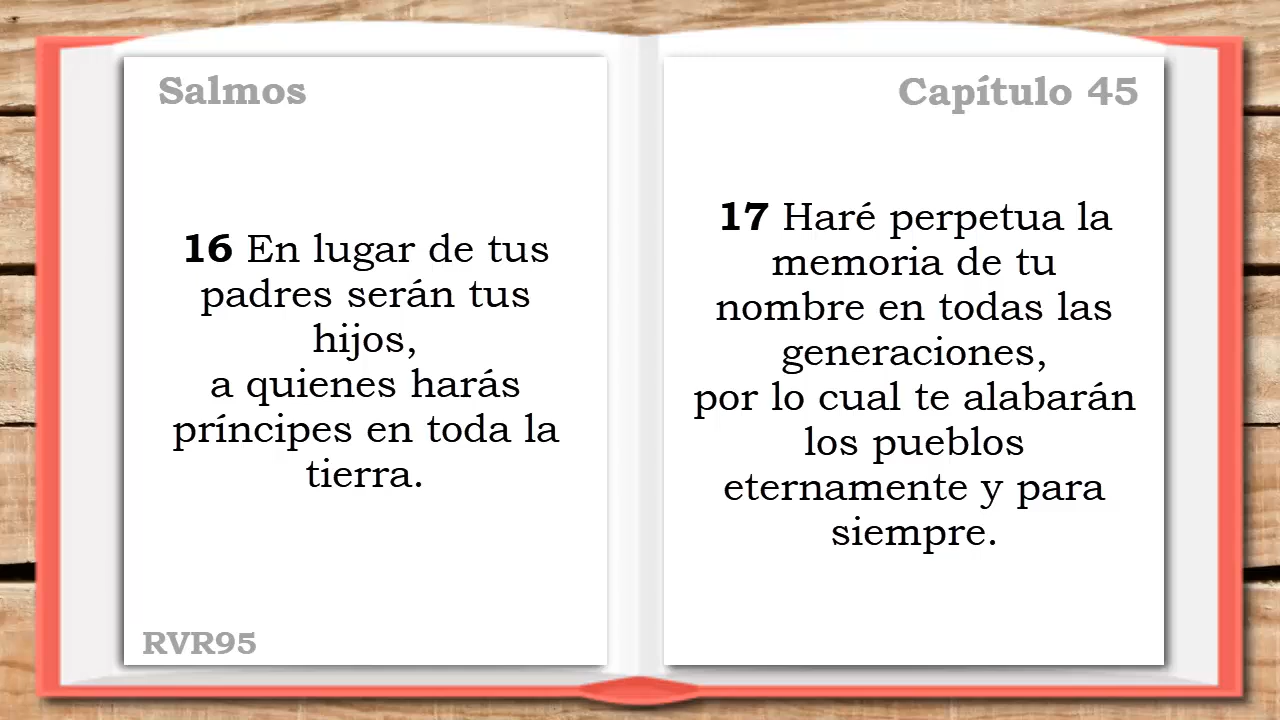 Salmos
16 En lugar de tus
padres serán tus
hijos,
a quienes harás
príncipes en toda la
tierra.
RVR95
Capítulo 45
17 Haré perpetua la
memoria de tu
nombre en todas las
generaciones,
por lo cual te alabarán
los pueblos
eternamente y para
siempre.